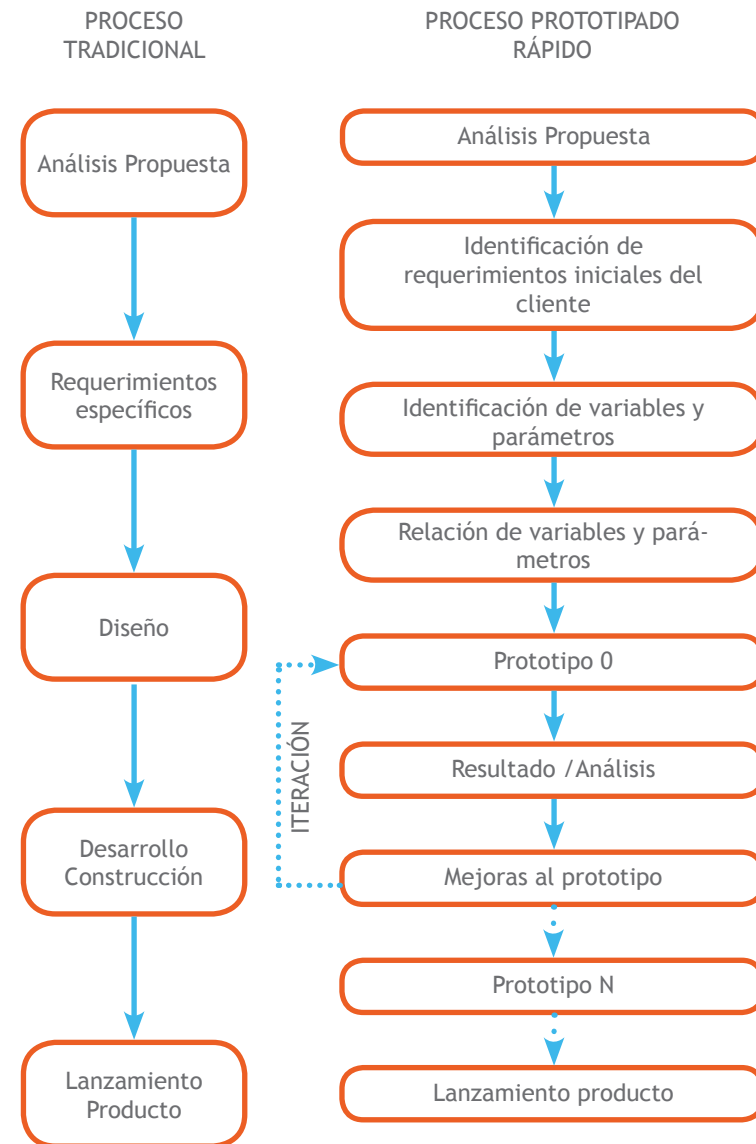 PROCESO
TRADICIONAL
Análisis Propuesta
Requerimientos
específicos
Diseño
Desarrollo
Construcción
Lanzamiento
Producto
PROCESO PROTOTIPADO
RÁPIDO
Análisis Propuesta
Identificación de
requerimientos iniciales del
cliente
Identificación de variables y
parámetros
Relación de variables y pará-
metros
Prototipo 0
Resultado /Análisis
Mejoras al prototipo
ITERACIÓN
Prototipo N
Lanzamiento producto